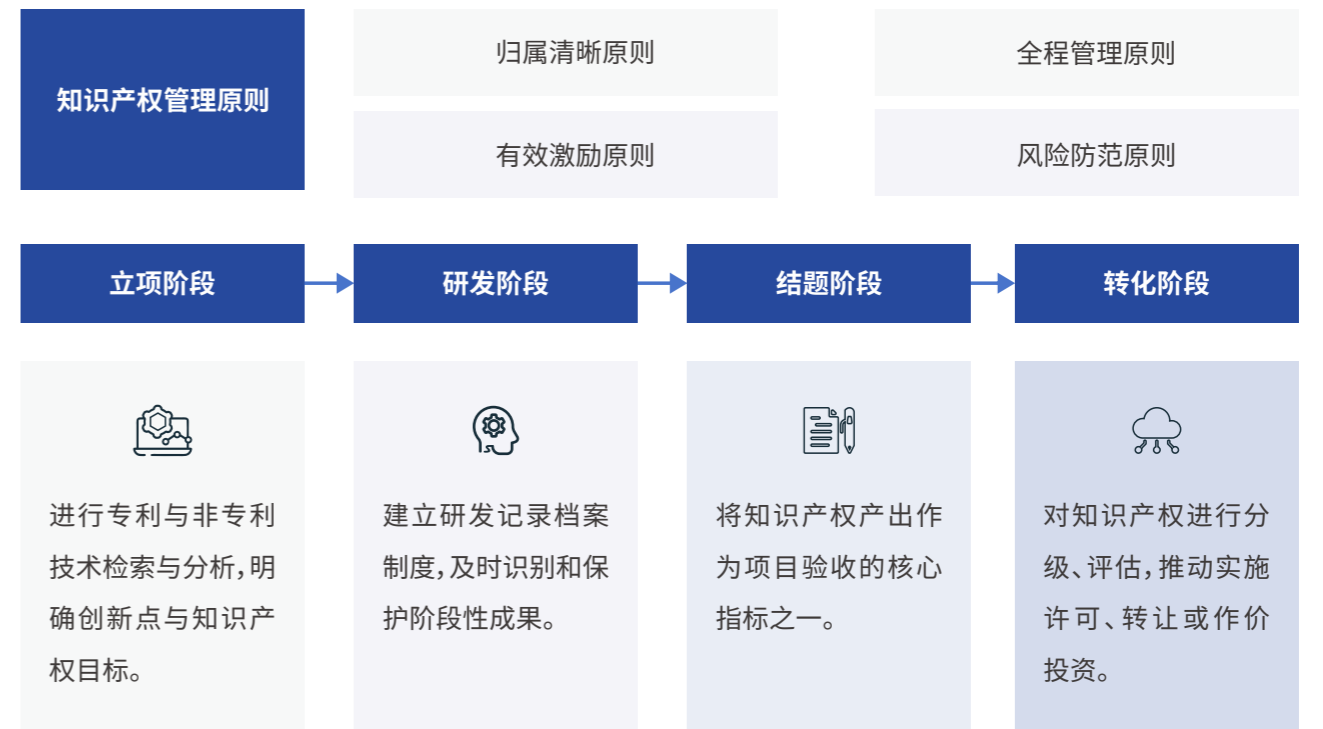 知识产权管理原则
归属清晰原则
全程管理原则
有效激励原则
风险防范原则
立项阶段
研发阶段
结题阶段
转化阶段
进行专利与非专利
技术检索与分析，明
确创新点与知识产
权目标。
建立研发记录档案
制度，及时识别和保
护阶段性成果。
将知识产权产出作
为项目验收的核心
指标之一。
对知识产权进行分
级、评估，推动实施
许可、转让或作价
投资。